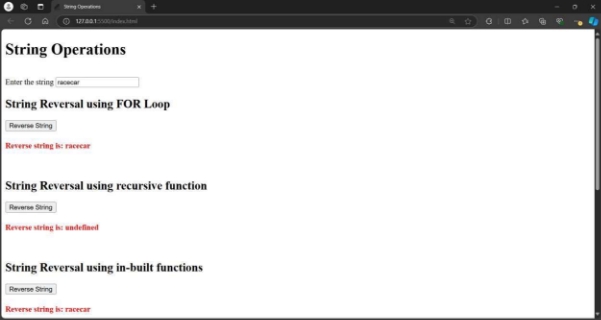 String Operations
127.0.0.1:5500/index.html
String Operations
Enter the string racecar
String Reversal using FOR Loop
Reverse String
Reverse string is: racecar
String Reversal using recursive function
Reverse String
Reverse string is: undefined
String Reversal using in-built functions
Reverse String
Reverse string is: racecar